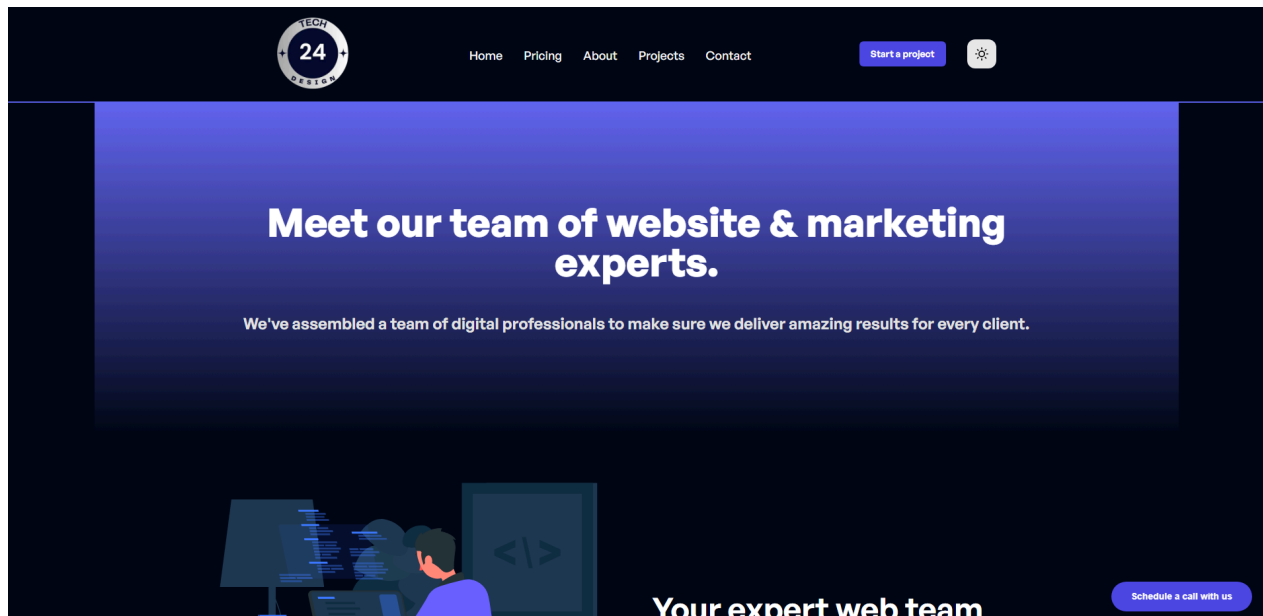 TECH
24
DESIGN
Home Pricing About Projects Contact
Start a project
Meet our team of website & marketing
experts.
We've assembled a team of digital professionals to make sure we deliver amazing results for every client.
<\>
Your expert web team
Schedule a call with us